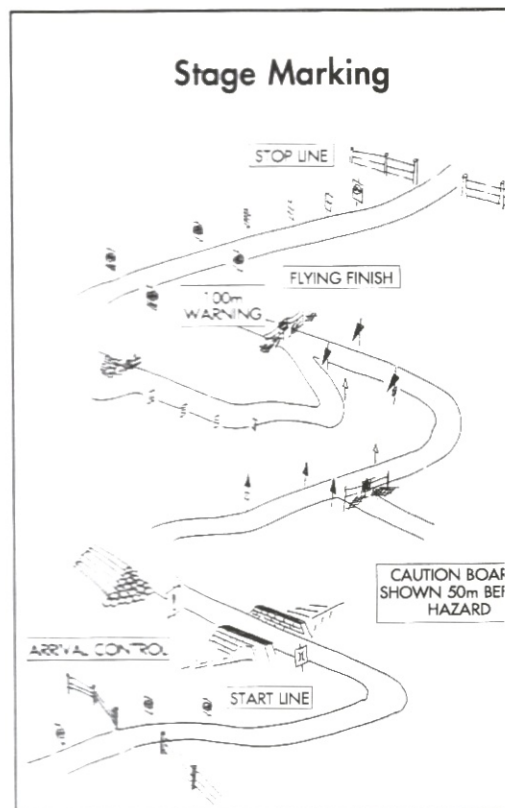 Stage Marking
STOP LINE
FLYING FINISH
100m
WARNING
CAUTION BOAR
SHOWN 50m BEF
HAZARD
ARRIVAL CONTROL
START LINE